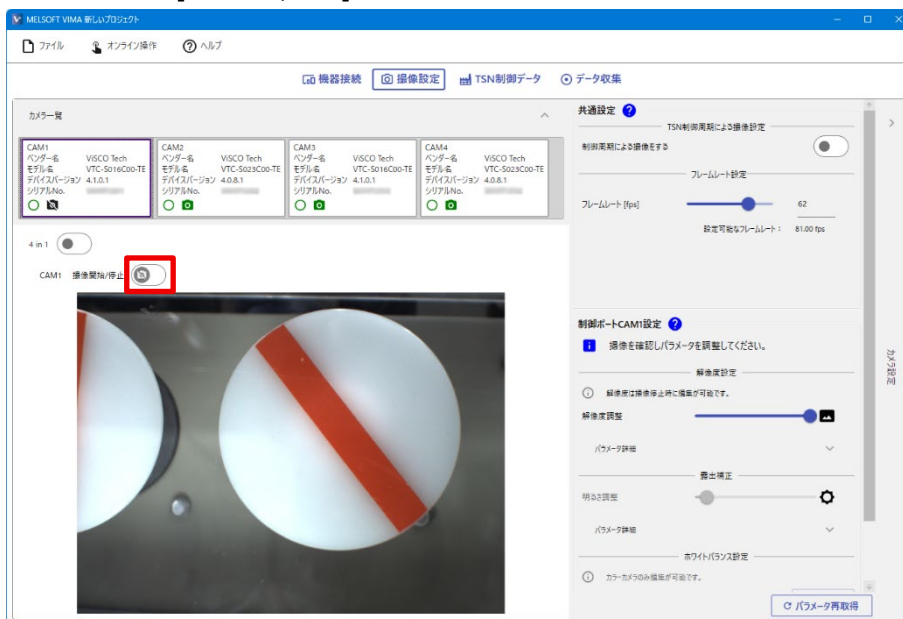 MELSOFT VIMA 新しいプロジェクト
ファイル オンライン操作 ヘルプ
機器接続 撮像設定 TSN制御データ データ収集
カメラ一覧
CAM1
ベンダー名 ViSCO Tech
モデル名 VTC-S016C00-TE
デバイスバージョン 4.1.0.1
シリアルNo.
CAM2
ベンダー名 ViSCO Tech
モデル名 VTC-S023C00-TE
デバイスバージョン 4.0.8.1
シリアルNo.
CAM3
ベンダー名 ViSCO Tech
モデル名 VTC-S016C00-TE
デバイスバージョン 4.1.0.1
シリアルNo.
CAM4
ベンダー名 ViSCO Tech
モデル名 VTC-S023C00-TE
デバイスバージョン 4.0.8.1
シリアルNo.
4 in 1
CAM1 撮像開始/停止
共通設定
TSN制御周期による撮像設定
制御周期による撮像をする
フレームレート設定
フレームレート [fps] 62
設定可能なフレームレート： 81.00 fps
制御ポートCAM1設定
撮像を確認しパラメータを調整してください。
解像度設定
解像度は撮像停止時に編集が可能です。
解像度調整
パラメータ詳細
露出補正
明るさ調整
パラメータ詳細
ホワイトバランス設定
カラーカメラのみ編集が可能です。
パラメータ再取得
カメラ設定